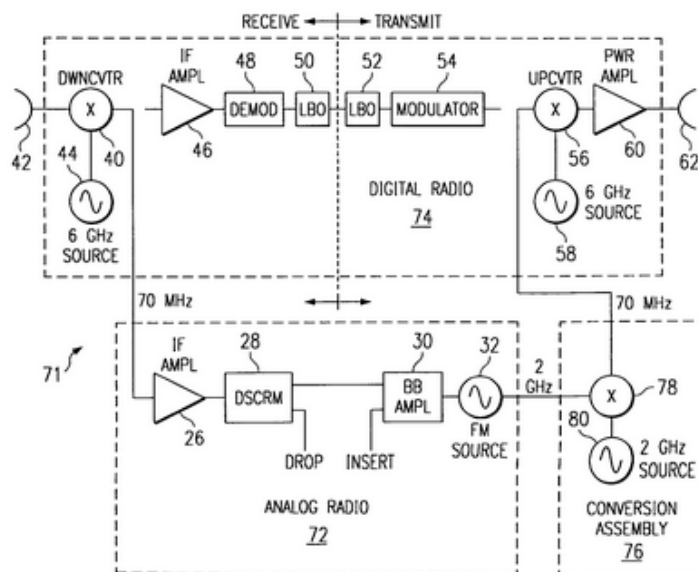 RECEIVE
TRANSMIT
DWNCVTR
IF
AMPL
48
50
52
54
UPCVTR
PWR
AMPL
X
DEMOD
LBO
LBO
MODULATOR
X
42
44
40
46
56
60
62
6 GHz
SOURCE
DIGITAL RADIO
74
6 GHz
SOURCE
58
70 MHz
70 MHz
71
IF
AMPL
28
30
32
2
GHz
DSCRM
BB
AMPL
X
78
26
FM
SOURCE
80
2 GHz
SOURCE
DROP
INSERT
ANALOG RADIO
72
CONVERSION
ASSEMBLY
76